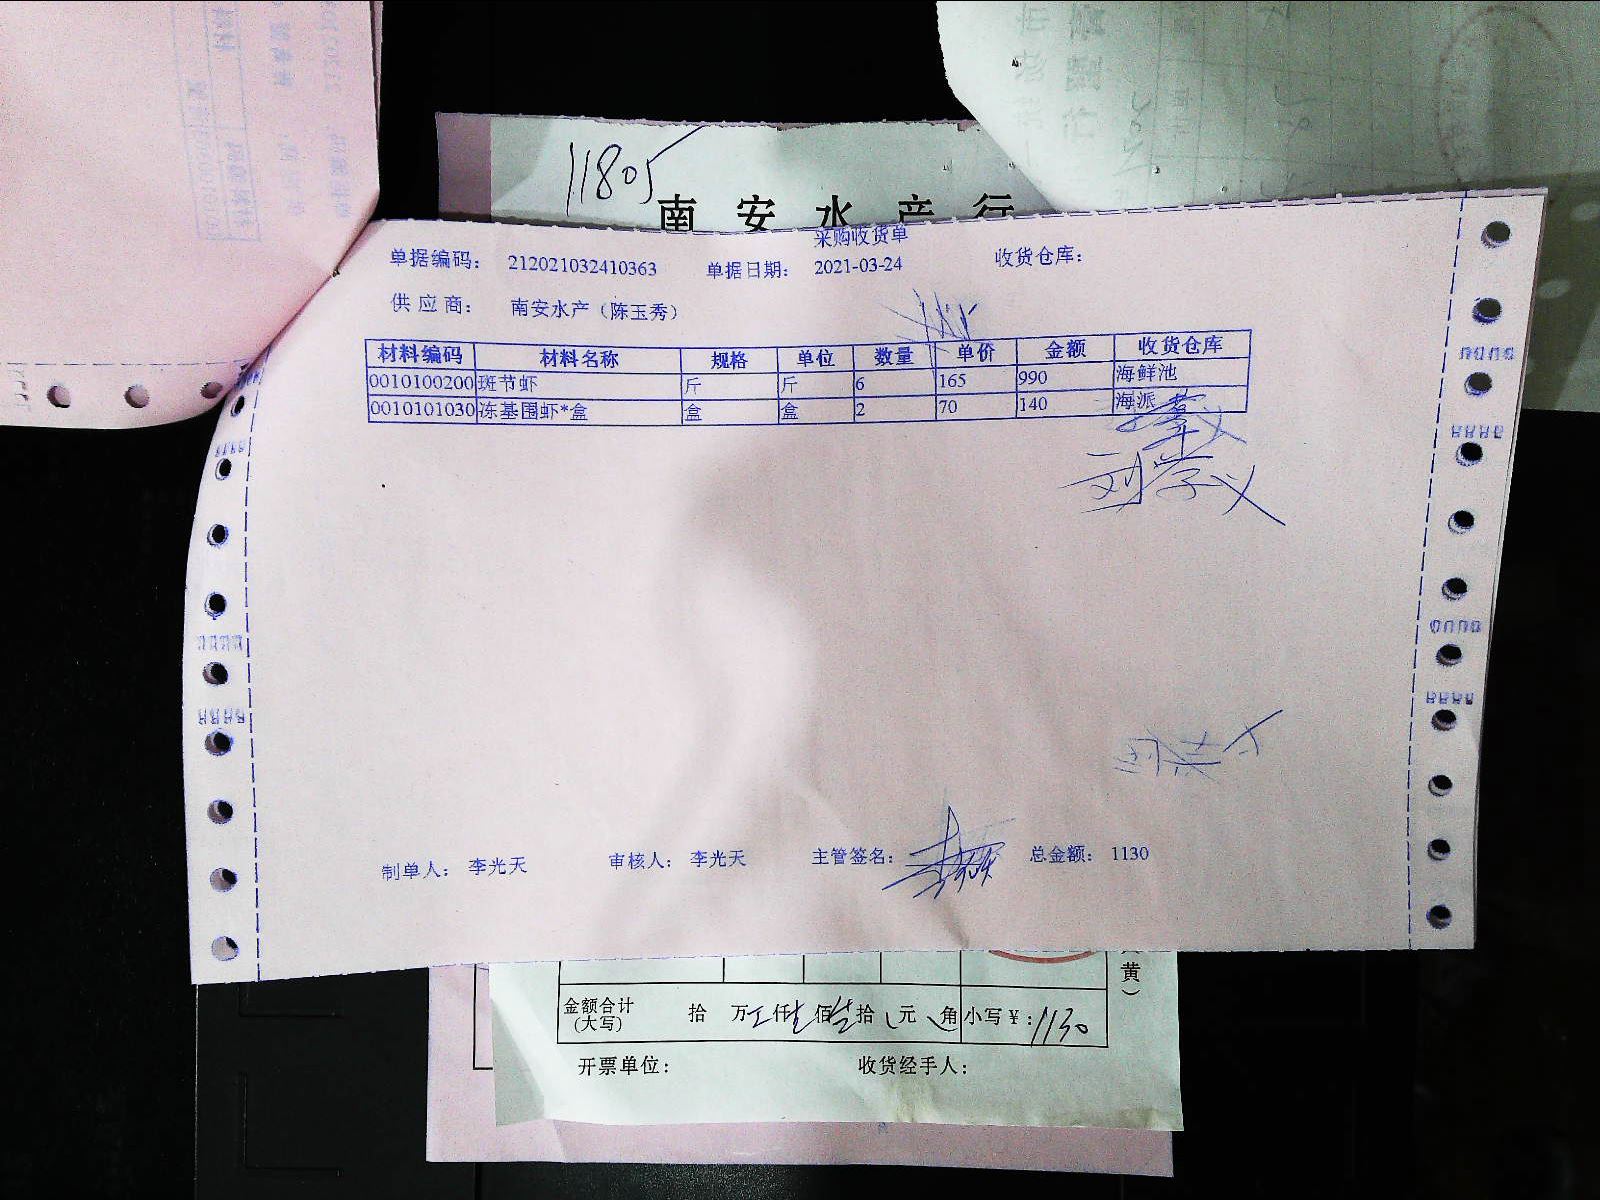 11805
南安水产行
采购收货单
单据编码： 212021032410363 单据日期： 2021-03-24 收货仓库：
供应商： 南安水产（陈玉秀）
材料编码 材料名称 规格 单位 数量 单价 金额 收货仓库
0010100200 斑节虾 斤 斤 6 165 990 海鲜池
0010101030 冻基围虾*盒 盒 盒 2 70 140 海派
刘学义
制单人： 李光天 审核人： 李光天 主管签名： 总金额： 1130
黄）
金额合计 拾 万 仟 佰 拾 元 角 小写￥：1130
（大写）
开票单位： 收货经手人：